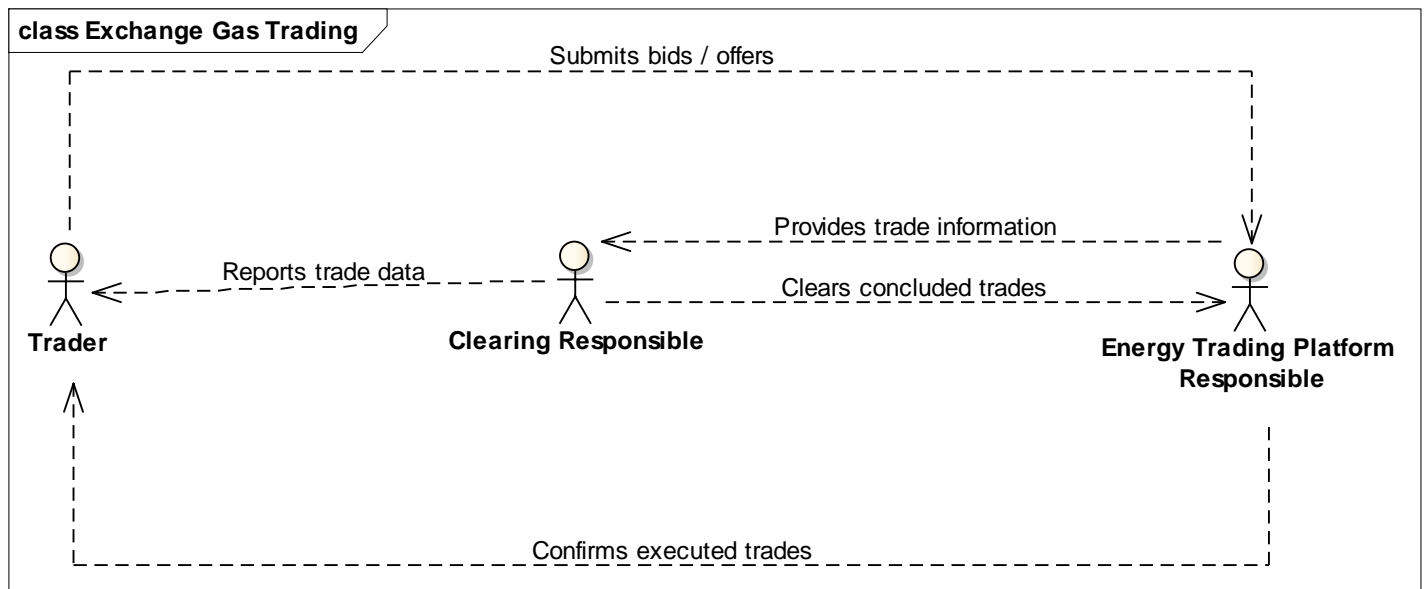 class Exchange Gas Trading
Submits bids / offers
Provides trade information
Reports trade data
Clears concluded trades
Trader
Clearing Responsible
Energy Trading Platform
Responsible
Confirms executed trades